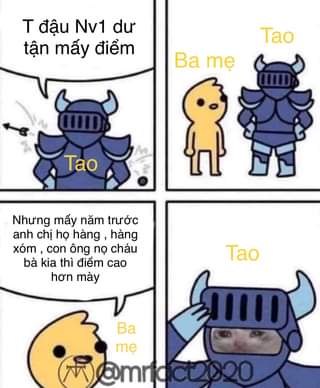 T đậu Nv1 dư
tận mấy điểm
Tao
Tao
Ba mẹ
Nhưng mấy năm trước
anh chị họ hàng , hàng
xóm , con ông nọ cháu
bà kia thì điểm cao
hơn mày
Ba
mẹ
Tao
@mrfact2020